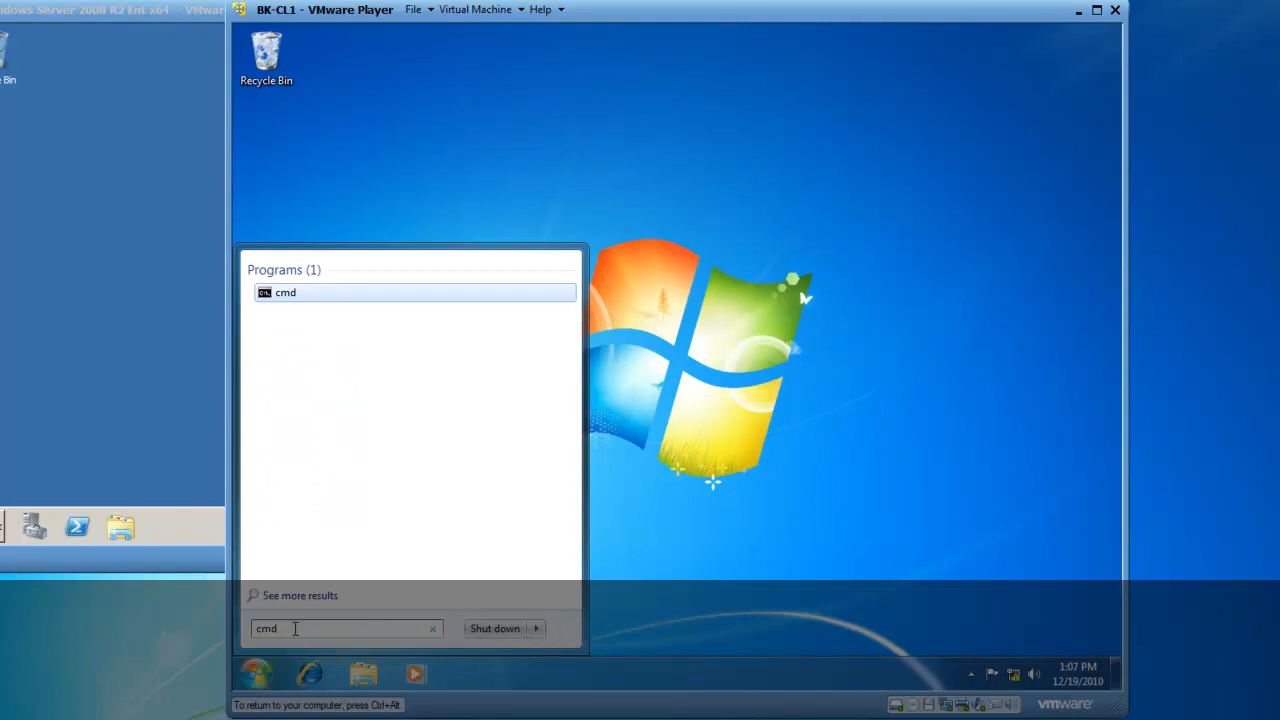 ndows Server 2008 R2 Ent x64 - VMwar
BK-CL1 - VMware Player File Virtual Machine Help
Recycle Bin
Bin
Programs (1)
cmd
See more results
cmd
Shut down
1:07 PM
12/19/2010
To return to your computer, press Ctrl+Alt.
vmware